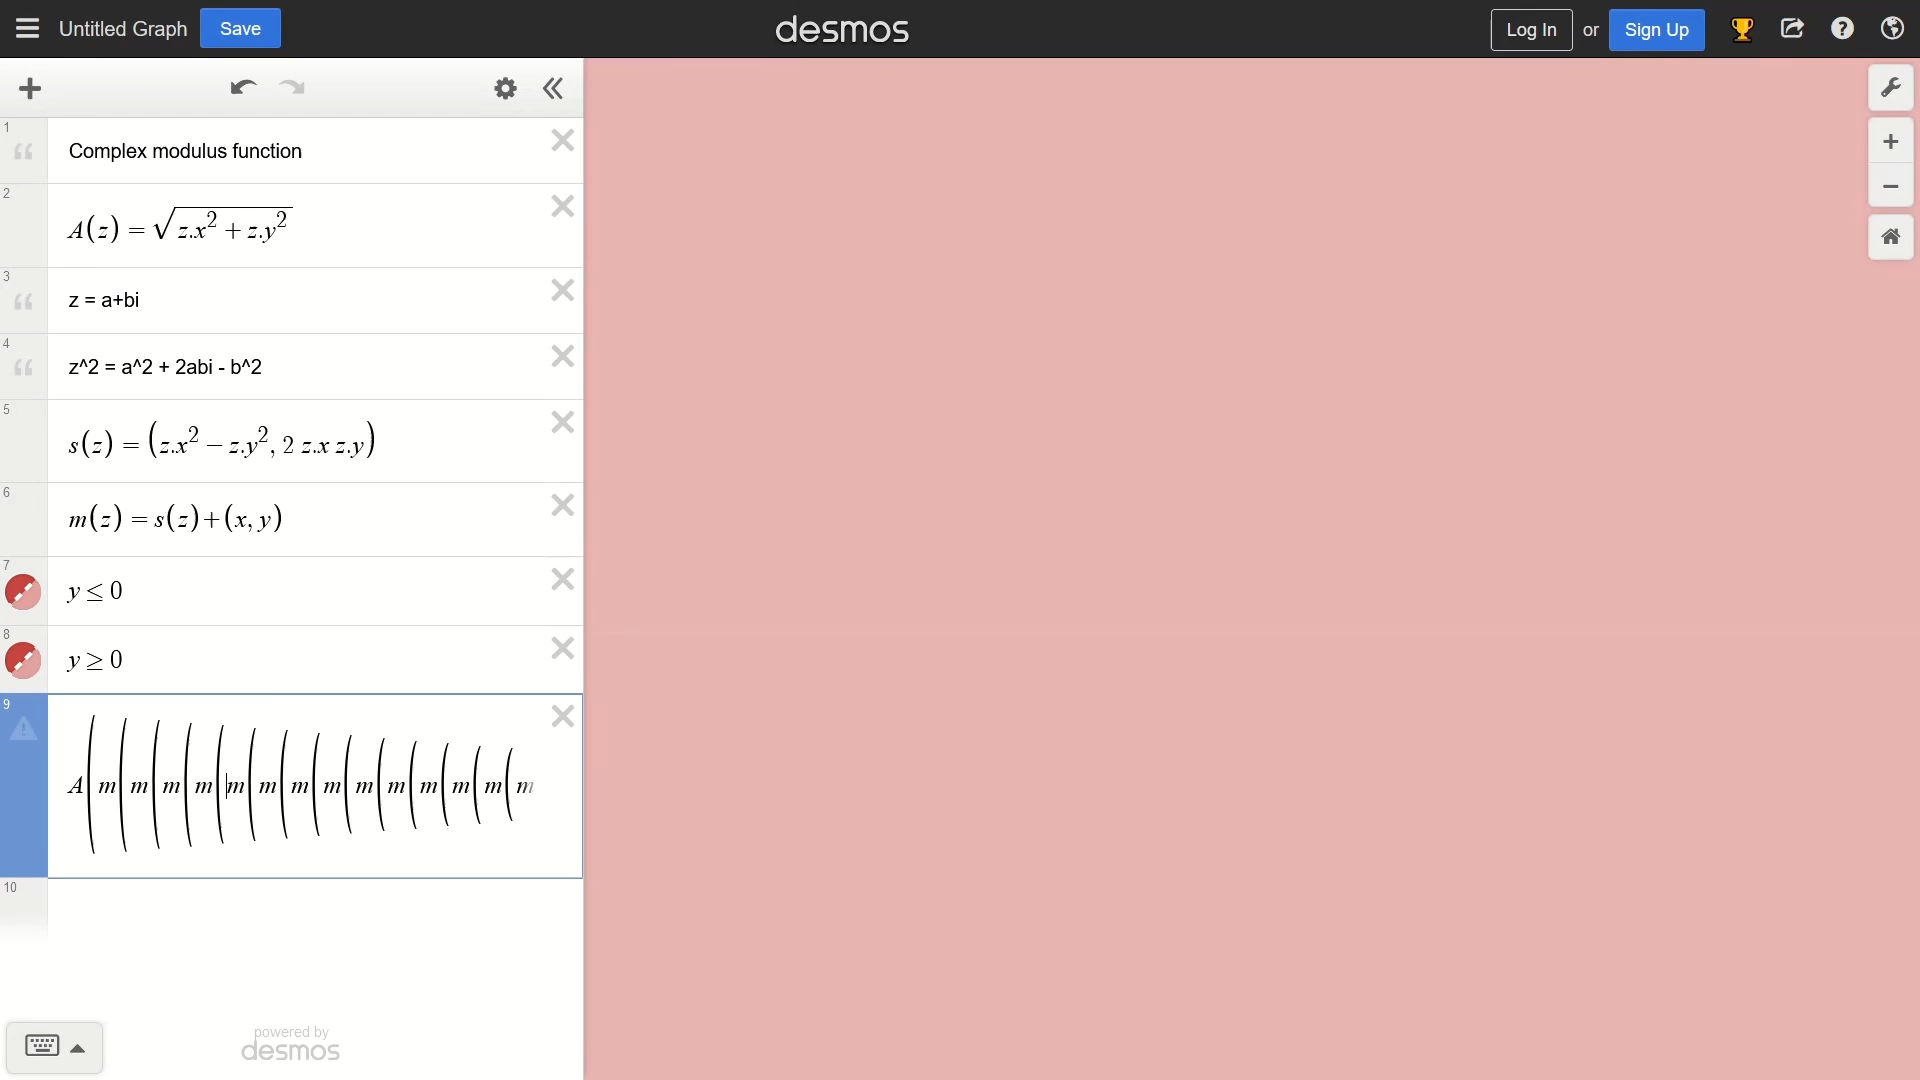 Untitled Graph
Save
desmos
Log In
or
Sign Up
1
Complex modulus function
2
A(z) = √(z.x² + z.y²)
3
z = a+bi
4
z^2 = a^2 + 2abi - b^2
5
s(z) = (z.x² − z.y², 2 z.x z.y)
6
m(z) = s(z)+(x, y)
7
y ≤ 0
8
y ≥ 0
9
A(m(m(m(m(m(m(m(m(m(m(m(m(m(m
10
powered by
desmos